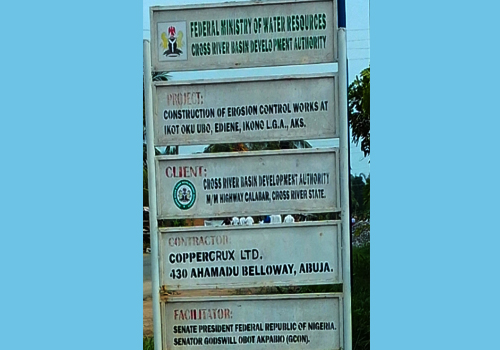 FEDERAL MINISTRY OF WATER RESOURCES
CROSS RIVER BASIN DEVELOPMENT AUTHORITY
PROJECT:
CONSTRUCTION OF EROSION CONTROL WORKS AT
IKOT OKU UBO, EDIENE, IKONO L.G.A., AKS.
CLIENT:
CROSS RIVER BASIN DEVELOPMENT AUTHORITY
M/M HIGHWAY CALABAR, CROSS RIVER STATE.
CONTRACTOR:
COPPERCRUX LTD.
430 AHAMADU BELLOWAY, ABUJA.
FACILITATOR:
SENATE PRESIDENT FEDERAL REPUBLIC OF NIGERIA.
SENATOR GODSWILL OBOT AKPABIO (GCON).